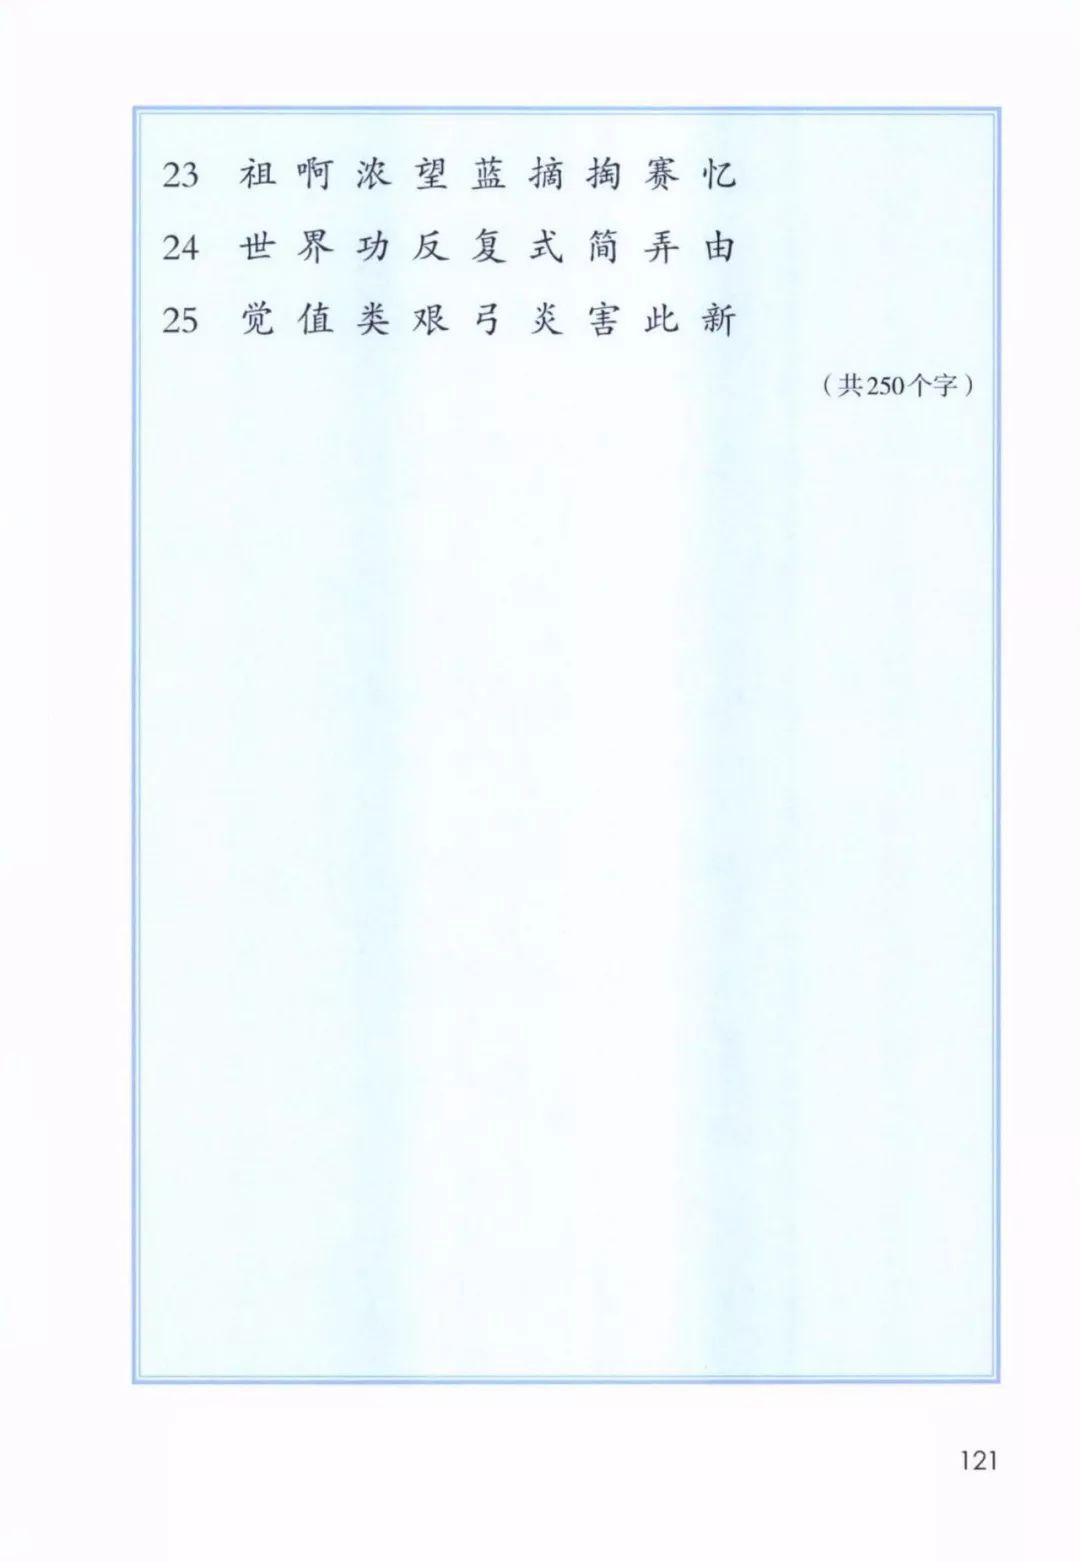 23 祖 啊 浓 望 蓝 摘 掏 赛 忆
24 世 界 功 反 复 式 简 弄 由
25 觉 值 类 艰 弓 炎 害 此 新
（共250个字）
121